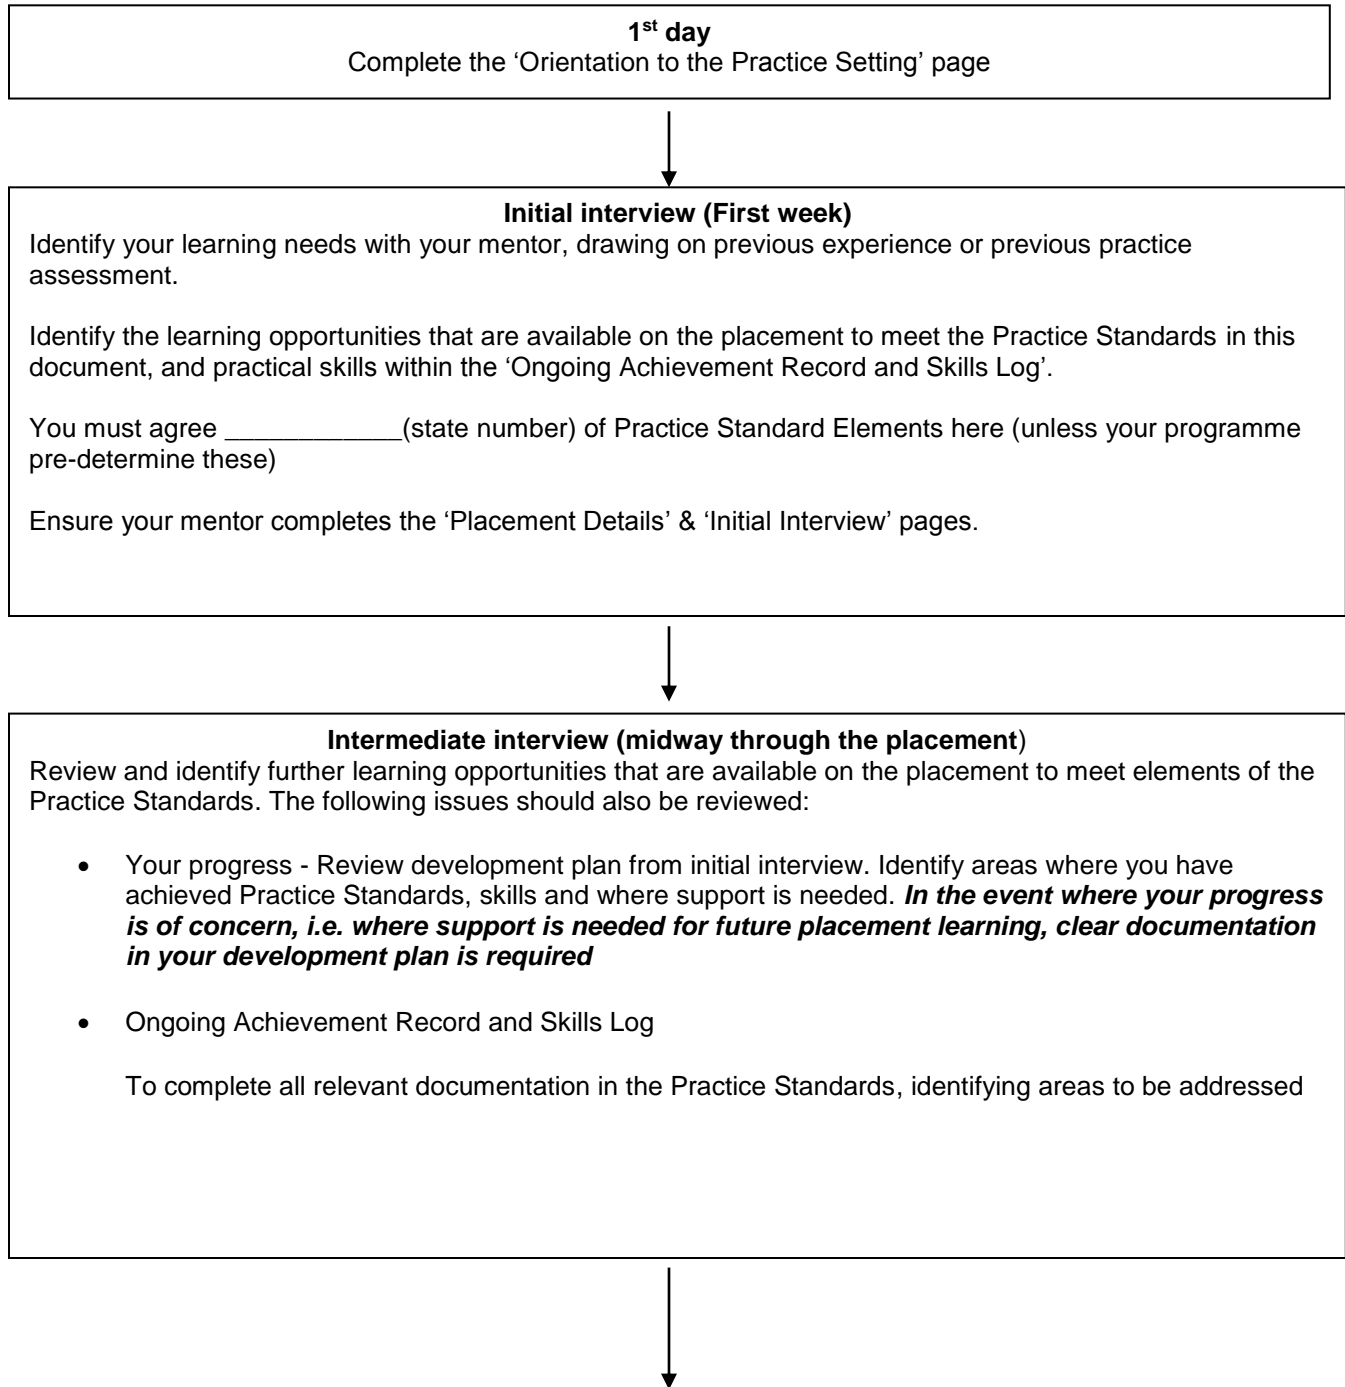 1st day
Complete the ‘Orientation to the Practice Setting’ page
Initial interview (First week)
Identify your learning needs with your mentor, drawing on previous experience or previous practice
assessment.
Identify the learning opportunities that are available on the placement to meet the Practice Standards in this
document, and practical skills within the ‘Ongoing Achievement Record and Skills Log’.
You must agree ____________(state number) of Practice Standard Elements here (unless your programme
pre-determine these)
Ensure your mentor completes the ‘Placement Details’ & ‘Initial Interview’ pages.
Intermediate interview (midway through the placement)
Review and identify further learning opportunities that are available on the placement to meet elements of the
Practice Standards. The following issues should also be reviewed:
• Your progress - Review development plan from initial interview. Identify areas where you have
achieved Practice Standards, skills and where support is needed. In the event where your progress
is of concern, i.e. where support is needed for future placement learning, clear documentation
in your development plan is required
• Ongoing Achievement Record and Skills Log
To complete all relevant documentation in the Practice Standards, identifying areas to be addressed